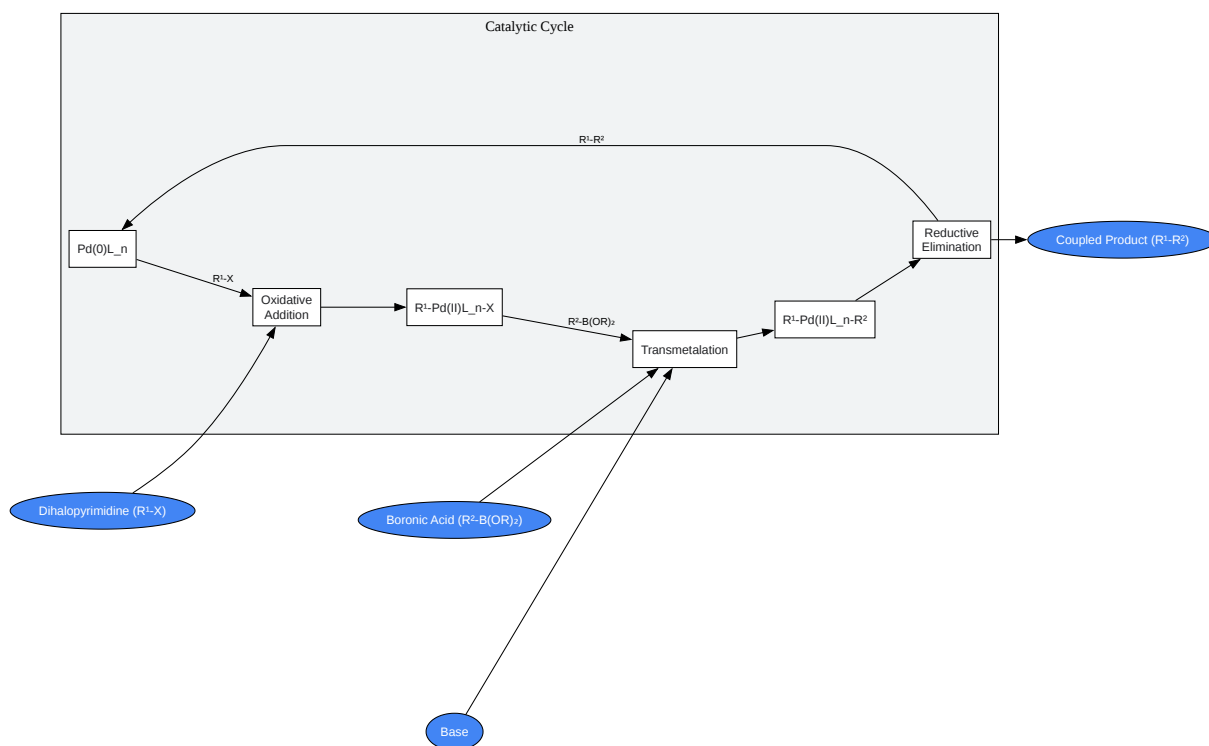 Catalytic Cycle
R¹-R²
Pd(0)L_n
R¹-X
Oxidative
Addition
R¹-Pd(II)L_n-X
R²-B(OR)₂
Transmetalation
R¹-Pd(II)L_n-R²
Reductive
Elimination
Coupled Product (R¹-R²)
Dihalopyrimidine (R¹-X)
Boronic Acid (R²-B(OR)₂)
Base